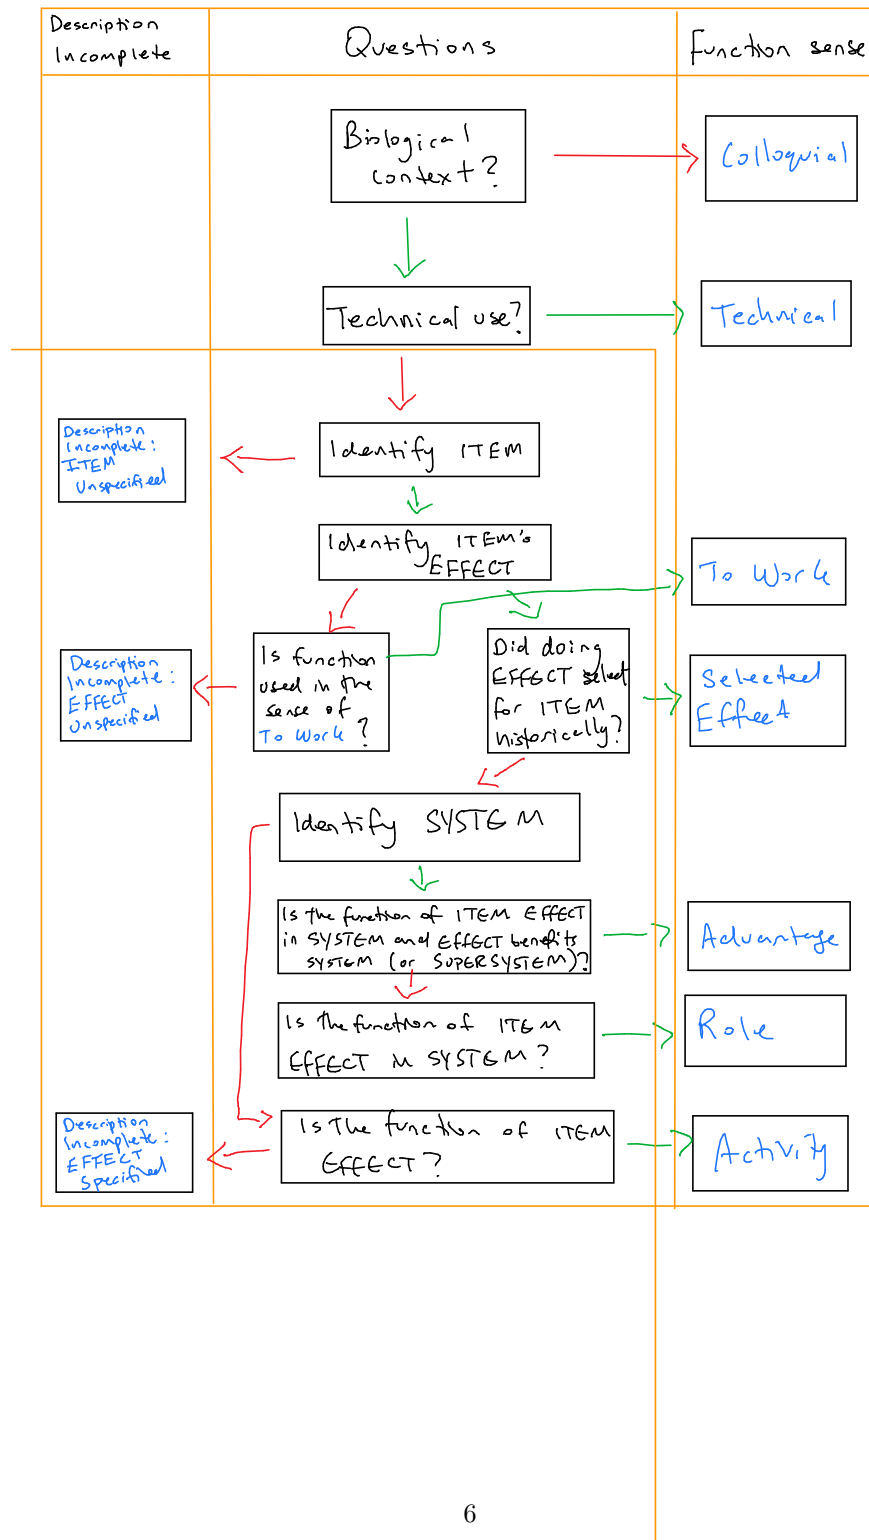 Description
Incomplete
Questions
Function sense
Biological
context?
Colloquial
Technical use?
Technical
Description
Incomplete:
ITEM
Unspecified
Identify ITEM
Identify ITEM's
EFFECT
To Work
Description
Incomplete:
EFFECT
Unspecified
Is function
used in the
sense of
To Work?
Did doing
EFFECT select
for ITEM
historically?
Selected
Effect
Identify SYSTEM
Is the function of ITEM EFFECT
in SYSTEM and EFFECT benefits
SYSTEM (or SUPERSYSTEM)?
Advantage
Is the function of ITEM
EFFECT in SYSTEM?
Role
Description
Incomplete:
EFFECT
Specified
Is the function of ITEM
EFFECT?
Activity
6